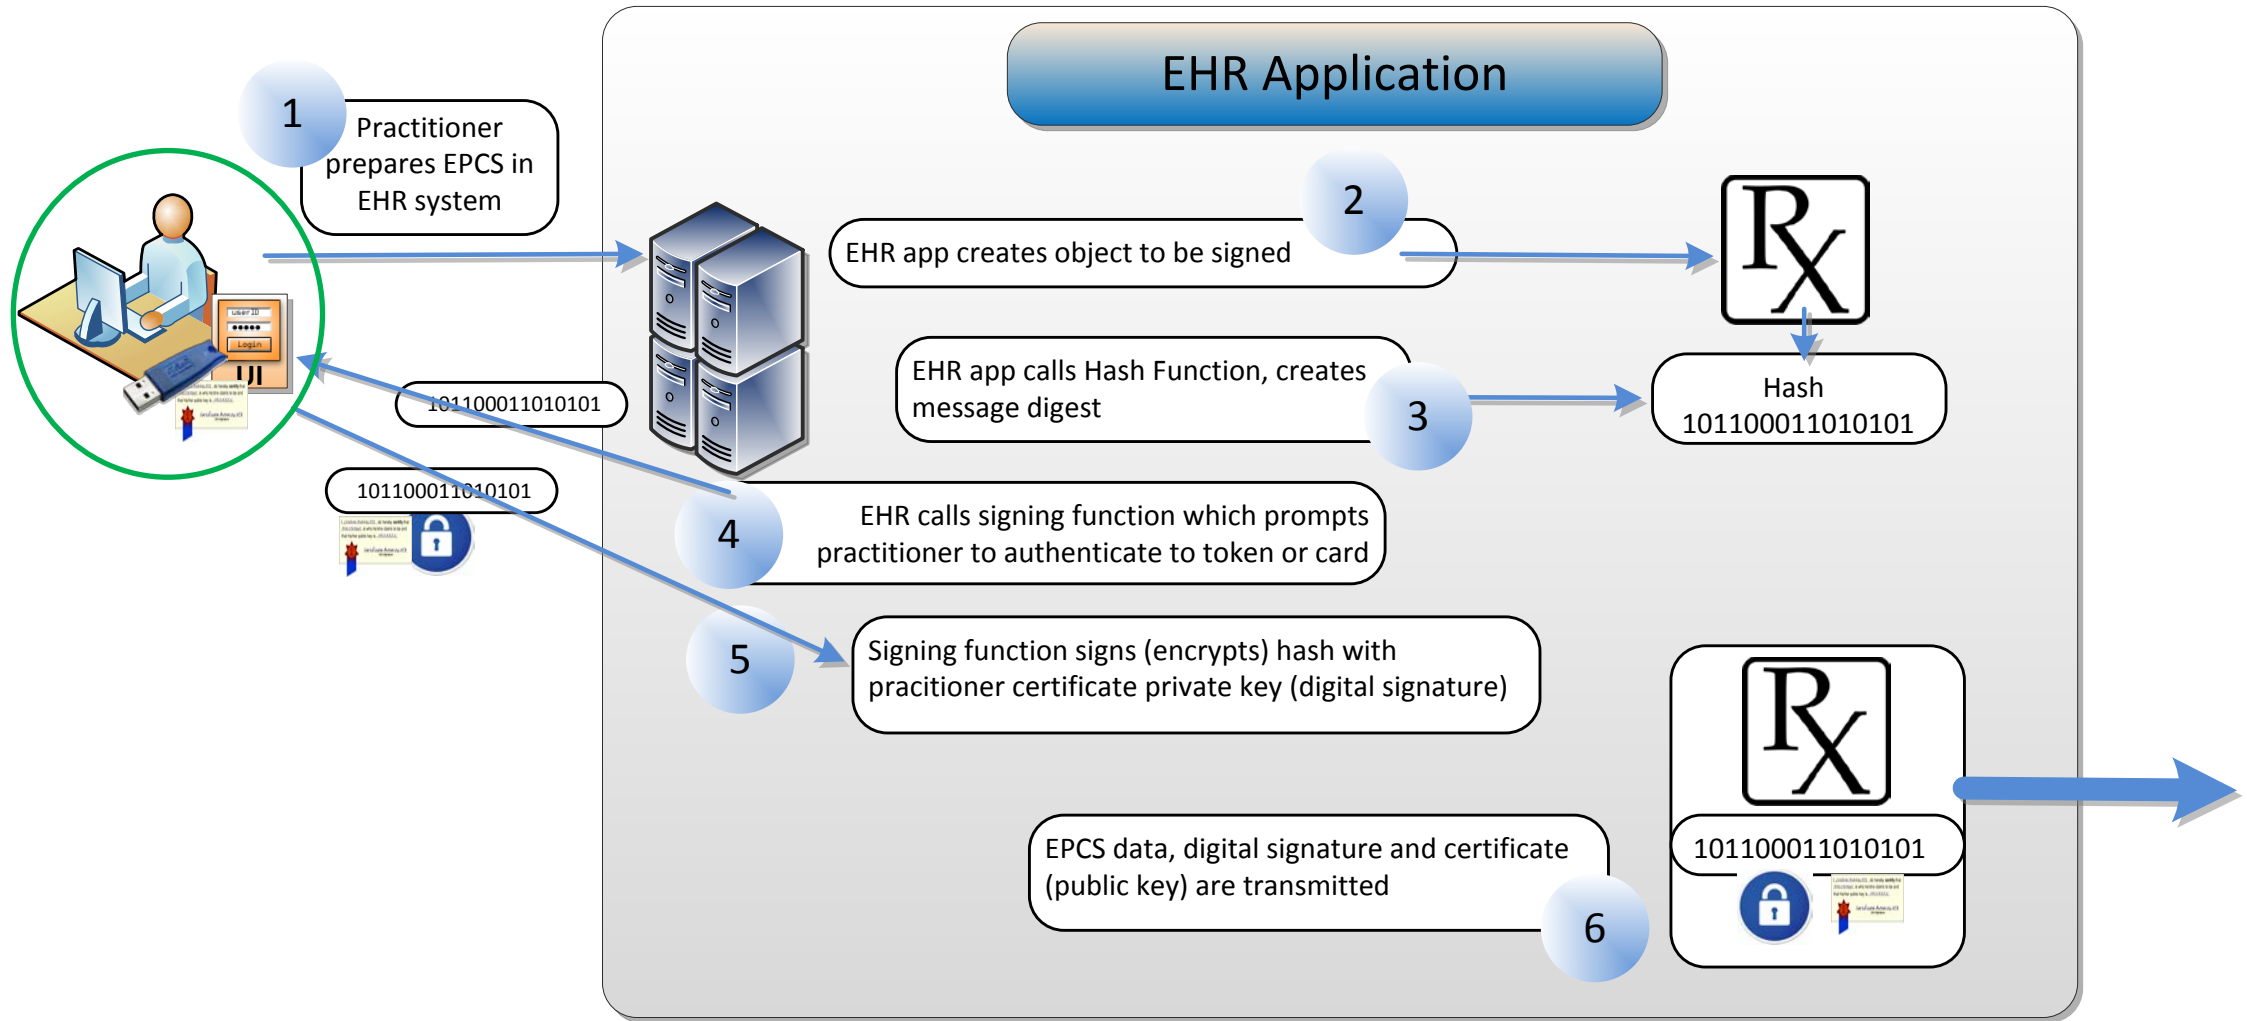 EHR Application
1
Practitioner
prepares EPCS in
EHR system
2
EHR app creates object to be signed
Rx
EHR app calls Hash Function, creates
message digest
3
Hash
101100011010101
userID
Login
UI
101100011010101
101100011010101
4
EHR calls signing function which prompts
practitioner to authenticate to token or card
5
Signing function signs (encrypts) hash with
pracitioner certificate private key (digital signature)
Rx
101100011010101
EPCS data, digital signature and certificate
(public key) are transmitted
6